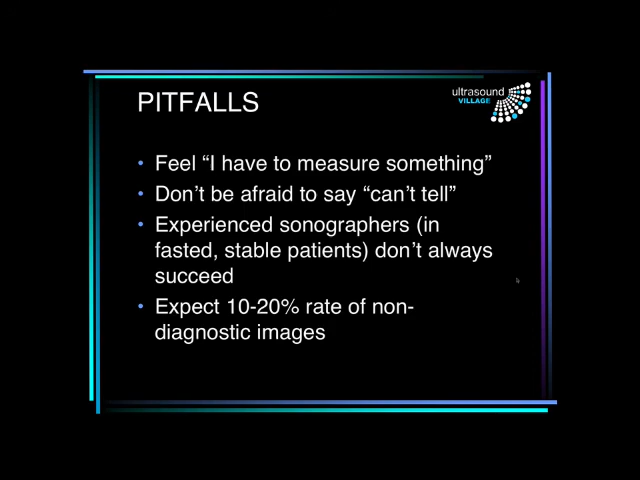 PITFALLS
ultrasound
VILLAGE
• Feel “I have to measure something”
• Don’t be afraid to say “can’t tell”
• Experienced sonographers (in
fasted, stable patients) don’t always
succeed
• Expect 10-20% rate of non-
diagnostic images